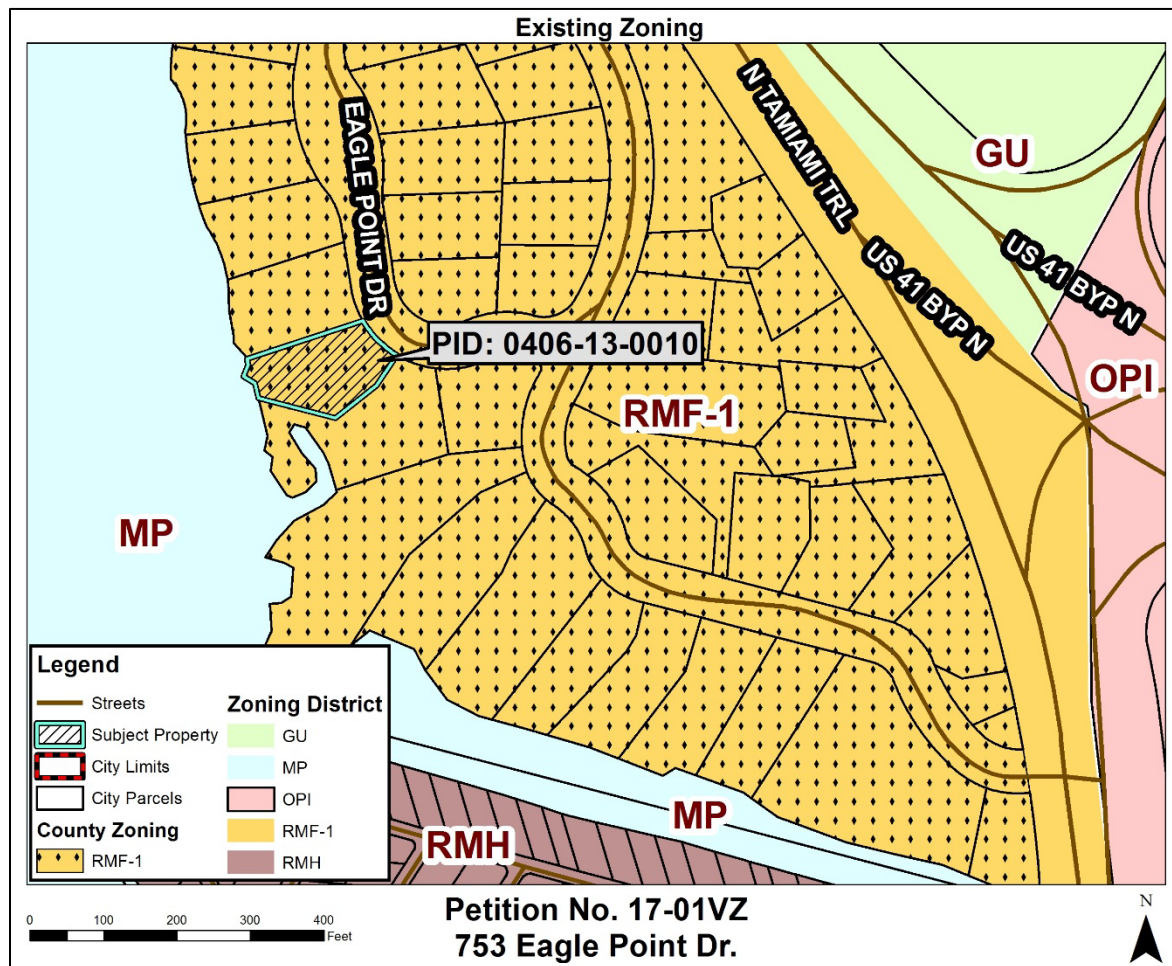 Existing Zoning
EAGLE POINT DR
N TAMIAMI TRL
US 41 BYP N
GU
US 41 BYP N
OPI
PID: 0406-13-0010
RMF-1
MP
MP
RMH
Legend
Streets
Subject Property
City Limits
City Parcels
County Zoning
RMF-1
Zoning District
GU
MP
OPI
RMF-1
RMH
0 100 200 300 400
Feet
Petition No. 17-01VZ
753 Eagle Point Dr.
N